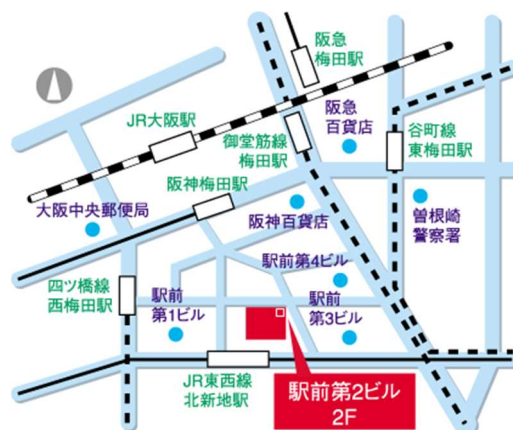 阪急
梅田駅
JR大阪駅
御堂筋線
梅田駅
阪急
百貨店
谷町線
東梅田駅
阪神梅田駅
大阪中央郵便局
阪神百貨店
曽根崎
警察署
四ツ橋線
西梅田駅
駅前
第1ビル
駅前第4ビル
駅前
第3ビル
JR東西線
北新地駅
駅前第2ビル
2F